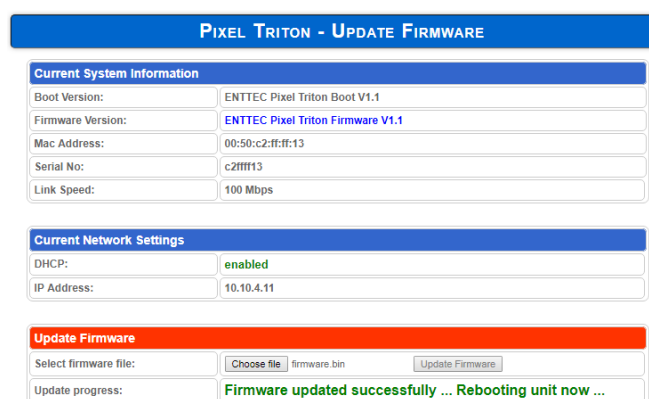 Pixel Triton - Update Firmware
Current System Information
Boot Version: ENTTEC Pixel Triton Boot V1.1
Firmware Version: ENTTEC Pixel Triton Firmware V1.1
Mac Address: 00:50:c2:ff:ff:13
Serial No: c2ffff13
Link Speed: 100 Mbps
Current Network Settings
DHCP: enabled
IP Address: 10.10.4.11
Update Firmware
Select firmware file: Choose file firmware.bin Update Firmware
Update progress: Firmware updated successfully ... Rebooting unit now ...